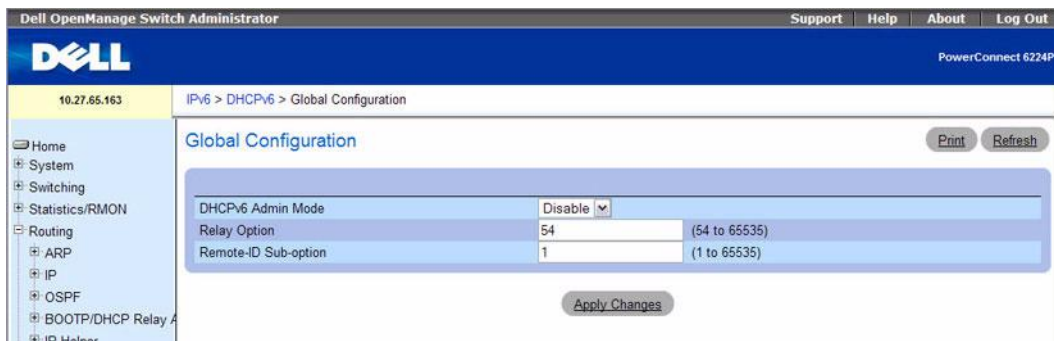 Dell OpenManage Switch Administrator Support Help About Log Out
DELL
PowerConnect 6224P
10.27.65.163 IPv6 > DHCPv6 > Global Configuration
Global Configuration Print Refresh
Home
System
Switching
Statistics/RMON
Routing
ARP
IP
OSPF
BOOTP/DHCP Relay A
IP Helper
DHCPv6 Admin Mode Disable
Relay Option 54 (54 to 65535)
Remote-ID Sub-option 1 (1 to 65535)
Apply Changes